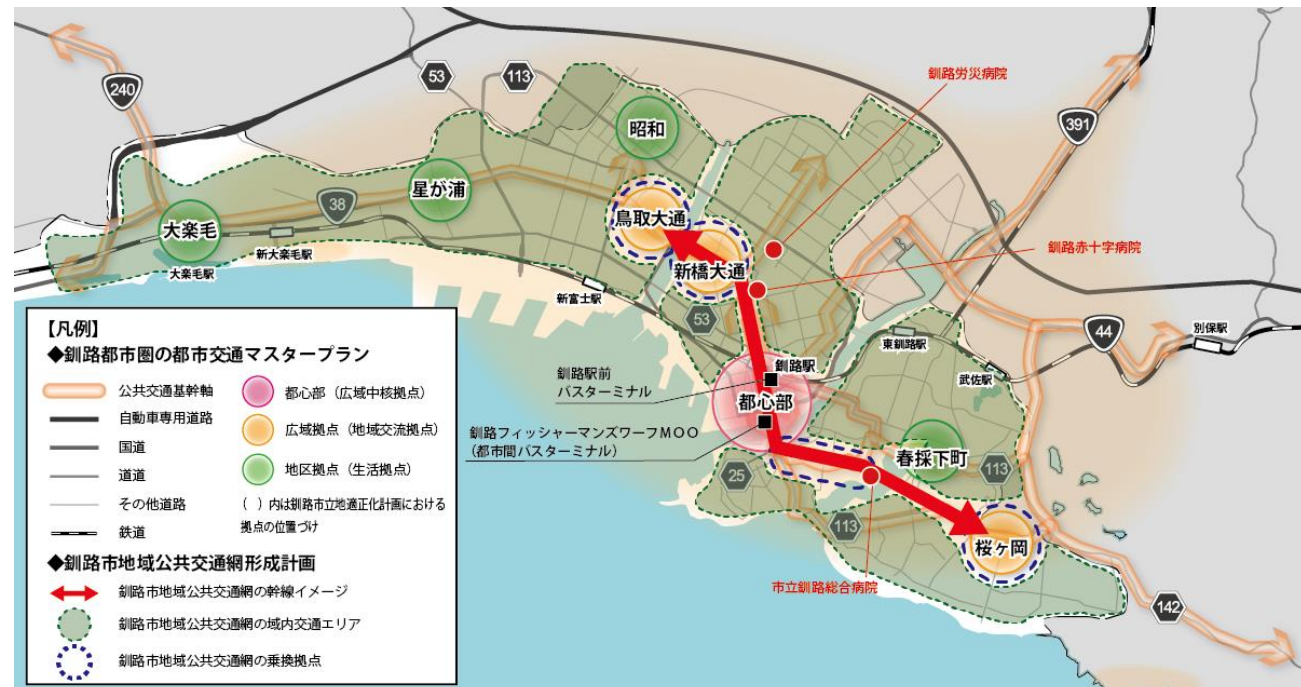 240
53
113
釧路労災病院
391
昭和
星が浦
38
大楽毛
新大楽毛駅
大楽毛駅
鳥取大通
新橋大通
釧路赤十字病院
新富士駅
53
44
別保駅
東釧路駅
武佐駅
釧路駅
釧路駅前
バスターミナル
都心部
釧路フィッシャーマンズワーフMOO
(都市間バスターミナル)
春採下町
113
25
113
桜ヶ岡
市立釧路総合病院
142
【凡例】
◆釧路都市圏の都市交通マスタープラン
公共交通基幹軸
自動車専用道路
国道
道道
その他道路
鉄道
都心部(広域中核拠点)
広域拠点(地域交流拠点)
地区拠点(生活拠点)
( )内は釧路市立地適正化計画における
拠点の位置づけ
◆釧路市地域公共交通網形成計画
釧路市地域公共交通網の幹線イメージ
釧路市地域公共交通網の域内交通エリア
釧路市地域公共交通網の乗換拠点